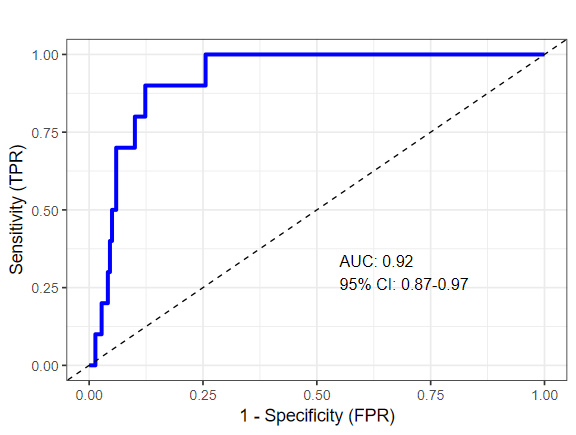 1.00
0.75
0.50
0.25
0.00
Sensitivity (TPR)
AUC: 0.92
95% CI: 0.87-0.97
0.00 0.25 0.50 0.75 1.00
1 - Specificity (FPR)